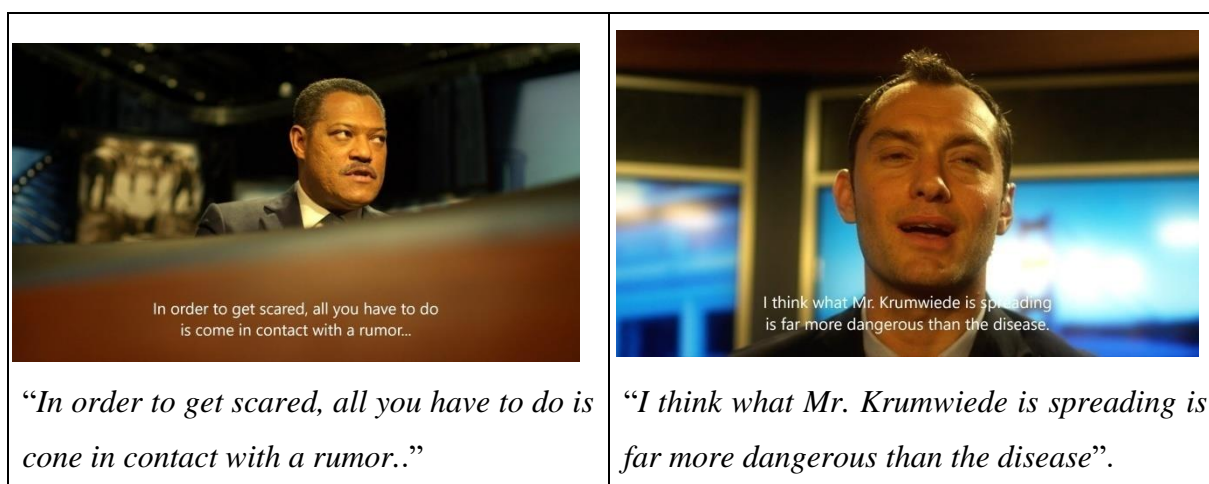 In order to get scared, all you have to do
is come in contact with a rumor...
I think what Mr. Krumwiede is spreading
is far more dangerous than the disease.
“In order to get scared, all you have to do is
cone in contact with a rumor..”
“I think what Mr. Krumwiede is spreading is
far more dangerous than the disease”.